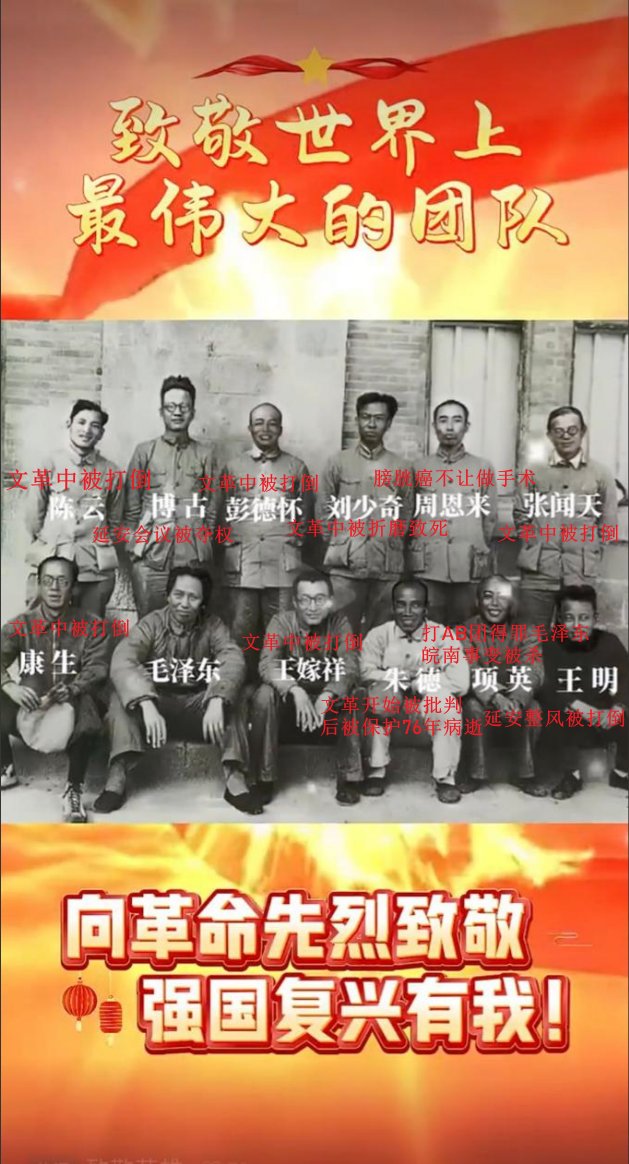 致敬世界上
最伟大的团队
文革中被打倒
陈云
博古
延安会议被夺权
文革中被打倒
彭德怀
刘少奇
文革中被折磨致死
膀胱癌不让做手术
周恩来
张闻天
文革中被打倒
文革中被打倒
康生
毛泽东
文革中被打倒
王嫁祥
朱德
文革开始被批判
后被保护76年病逝
打AB团得罪毛泽东
皖南事变被杀
项英
王明
延安整风被打倒
向革命先烈致敬
强国复兴有我！